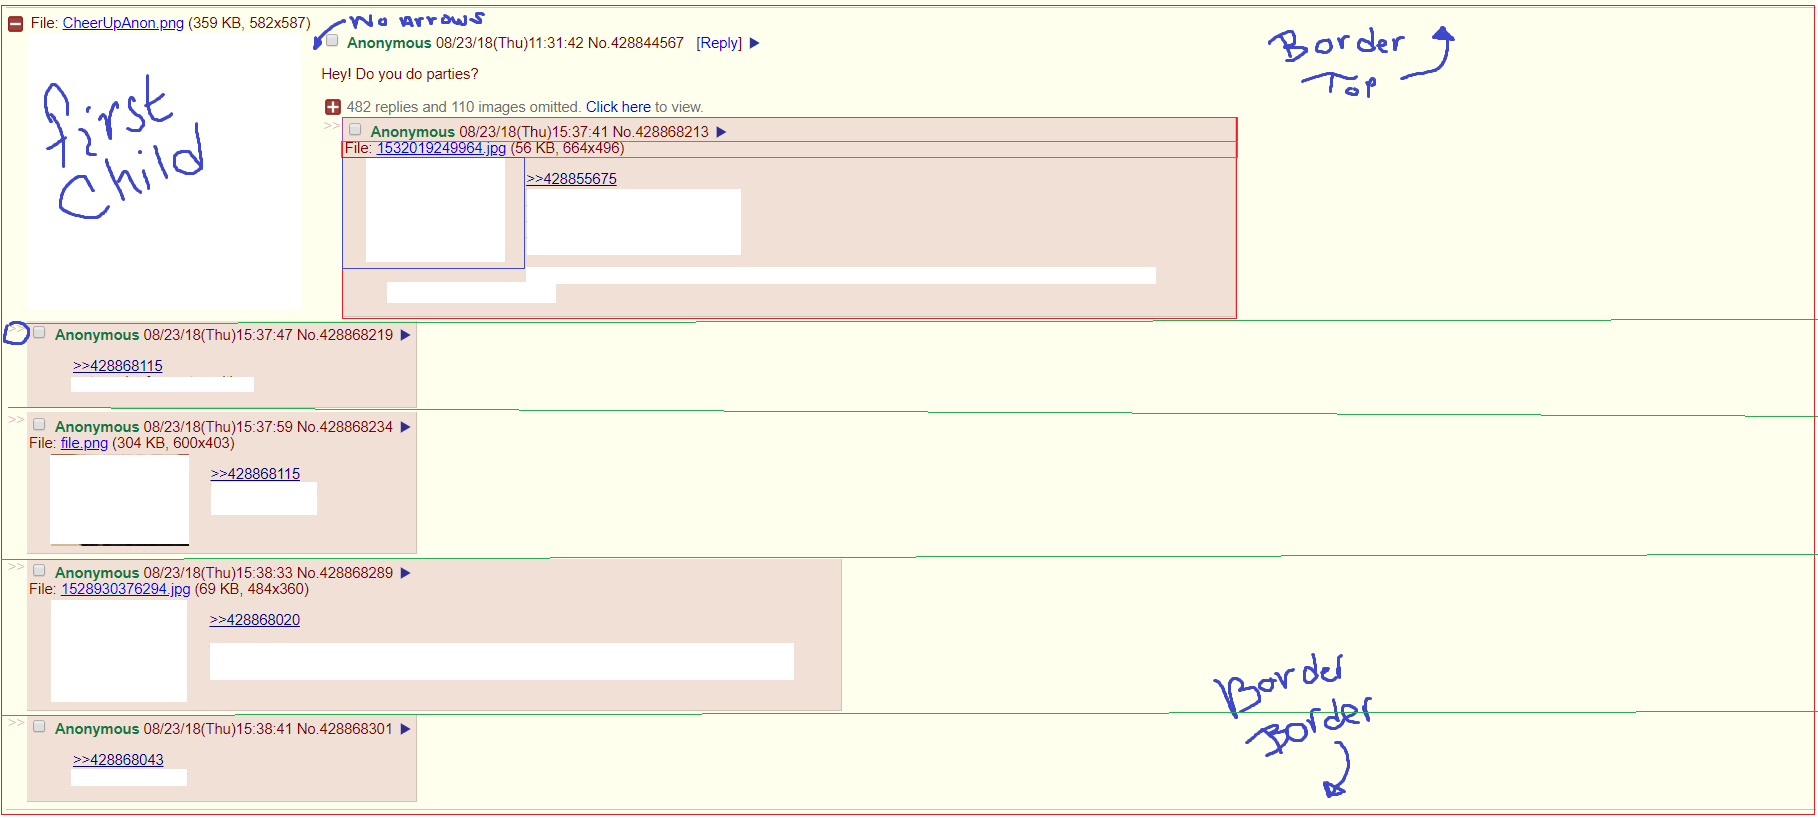 File: CheerUpAnon.png (359 KB, 582x587)
No Arrows
Anonymous 08/23/18(Thu)11:31:42 No.428844567 [Reply] ▶
Border
Top
Hey! Do you do parties?
first
Child
482 replies and 110 images omitted. Click here to view.
>> Anonymous 08/23/18(Thu)15:37:41 No.428868213 ▶
File: 1532019249964.jpg (56 KB, 664x496)
>>428855675
>> Anonymous 08/23/18(Thu)15:37:47 No.428868219 ▶
>>428868115
>> Anonymous 08/23/18(Thu)15:37:59 No.428868234 ▶
File: file.png (304 KB, 600x403)
>>428868115
>> Anonymous 08/23/18(Thu)15:38:33 No.428868289 ▶
File: 1528930376294.jpg (69 KB, 484x360)
>>428868020
Border
Border
>> Anonymous 08/23/18(Thu)15:38:41 No.428868301 ▶
>>428868043